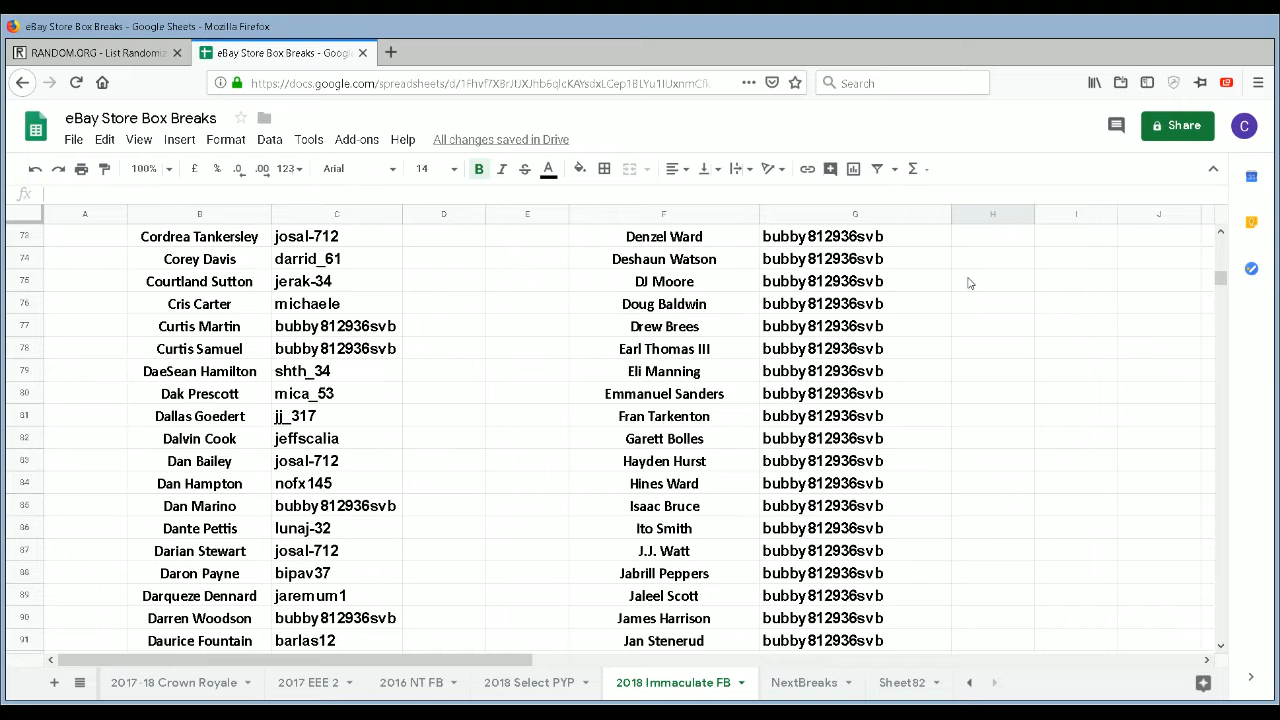 eBay Store Box Breaks - Google Sheets - Mozilla Firefox
RANDOM.ORG - List Randomiz
eBay Store Box Breaks - Googl
Search
eBay Store Box Breaks
File Edit View Insert Format Data Tools Add-ons Help All changes saved in Drive
Share C
100% £ % .0 .00 123 Arial 14 B I S A Σ
fx
A B C D E F G H I J
73 Cordrea Tankersley josal-712 Denzel Ward bubby812936svb
74 Corey Davis darrid_61 Deshaun Watson bubby812936svb
75 Courtland Sutton jerak-34 DJ Moore bubby812936svb
76 Cris Carter michaele Doug Baldwin bubby812936svb
77 Curtis Martin bubby812936svb Drew Brees bubby812936svb
78 Curtis Samuel bubby812936svb Earl Thomas III bubby812936svb
79 DaeSean Hamilton shth_34 Eli Manning bubby812936svb
80 Dak Prescott mica_53 Emmanuel Sanders bubby812936svb
81 Dallas Goedert jj_317 Fran Tarkenton bubby812936svb
82 Dalvin Cook jeffscalia Garett Bolles bubby812936svb
83 Dan Bailey josal-712 Hayden Hurst bubby812936svb
84 Dan Hampton nofx145 Hines Ward bubby812936svb
85 Dan Marino bubby812936svb Isaac Bruce bubby812936svb
86 Dante Pettis lunaj-32 Ito Smith bubby812936svb
87 Darian Stewart josal-712 J.J. Watt bubby812936svb
88 Daron Payne bipav37 Jabrill Peppers bubby812936svb
89 Darqueze Dennard jaremum1 Jaleel Scott bubby812936svb
90 Darren Woodson bubby812936svb James Harrison bubby812936svb
91 Daurice Fountain barlas12 Jan Stenerud bubby812936svb
2017-18 Crown Royale 2017 EEE 2 2016 NT FB 2018 Select PYP 2018 Immaculate FB NextBreaks Sheet82